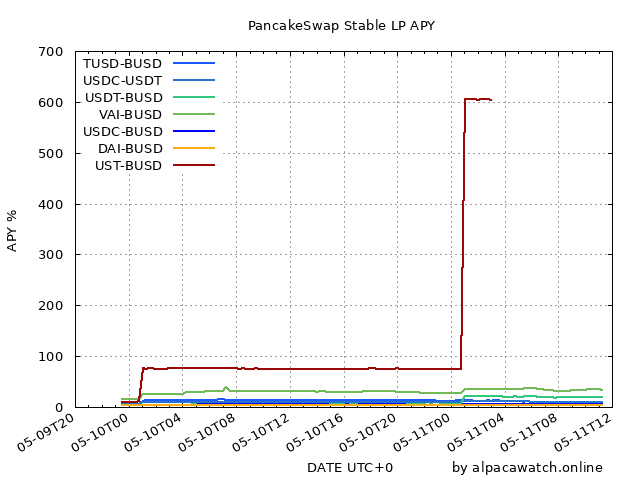 PancakeSwap Stable LP APY
700
600
500
400
300
200
100
0
APY %
TUSD-BUSD
USDC-USDT
USDT-BUSD
VAI-BUSD
USDC-BUSD
DAI-BUSD
UST-BUSD
05-09T20
05-10T00
05-10T04
05-10T08
05-10T12
05-10T16
05-10T20
05-11T00
05-11T04
05-11T08
05-11T12
DATE UTC+0
by alpacawatch.online